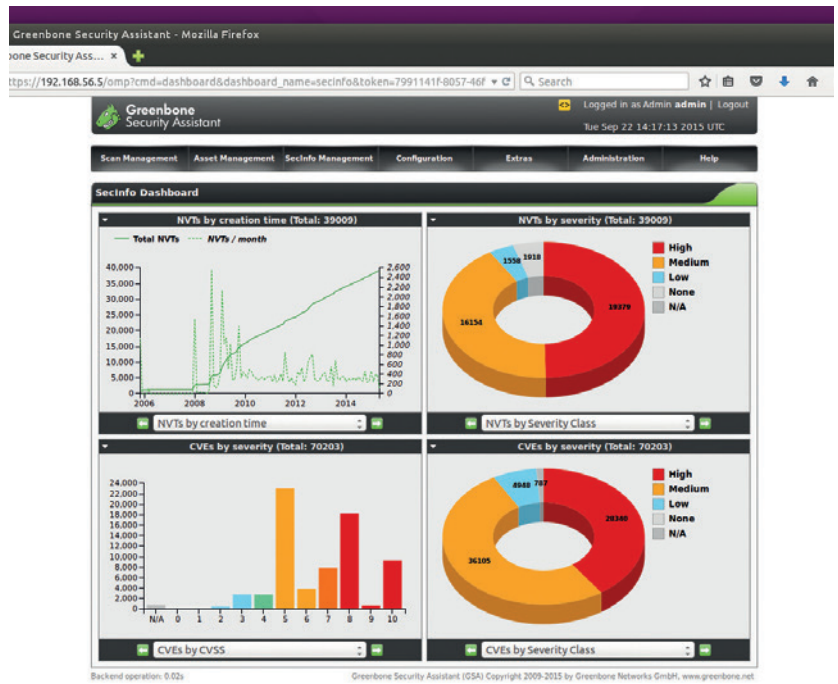 Greenbone Security Assistant - Mozilla Firefox
bone Security Ass... ×
ttps://192.168.56.5/omp?cmd=dashboard&dashboard_name=secinfo&token=7991141f-8057-46f
Search
Greenbone
Security Assistant
Logged in as Admin admin | Logout
Tue Sep 22 14:17:13 2015 UTC
Scan Management Asset Management SecInfo Management Configuration Extras Administration Help
SecInfo Dashboard
NVTs by creation time (Total: 39009)
Total NVTs NVTs / month
40,000
35,000
30,000
25,000
20,000
15,000
10,000
5,000
0
2,600
2,400
2,200
2,000
1,800
1,600
1,400
1,200
1,000
800
600
400
200
0
2006 2008 2010 2012 2014
NVTs by creation time
NVTs by severity (Total: 39009)
1558 1918
16154
19379
High
Medium
Low
None
N/A
NVTs by Severity Class
CVEs by severity (Total: 70203)
24,000
22,000
20,000
18,000
16,000
14,000
12,000
10,000
8,000
6,000
4,000
2,000
0
N/A 0 1 2 3 4 5 6 7 8 9 10
CVEs by CVSS
CVEs by severity (Total: 70203)
4948 787
36105
High
Medium
Low
None
N/A
CVEs by Severity Class
Backend operation: 0.02s
Greenbone Security Assistant (GSA) Copyright 2009-2015 by Greenbone Networks GmbH, www.greenbone.net